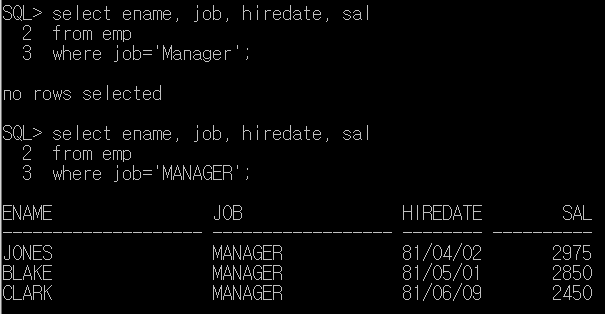 SQL> select ename, job, hiredate, sal
2 from emp
3 where job='Manager';
no rows selected
SQL> select ename, job, hiredate, sal
2 from emp
3 where job='MANAGER';
ENAME JOB HIREDATE SAL
-------------------- ------------------ -------- ----------
JONES MANAGER 81/04/02 2975
BLAKE MANAGER 81/05/01 2850
CLARK MANAGER 81/06/09 2450